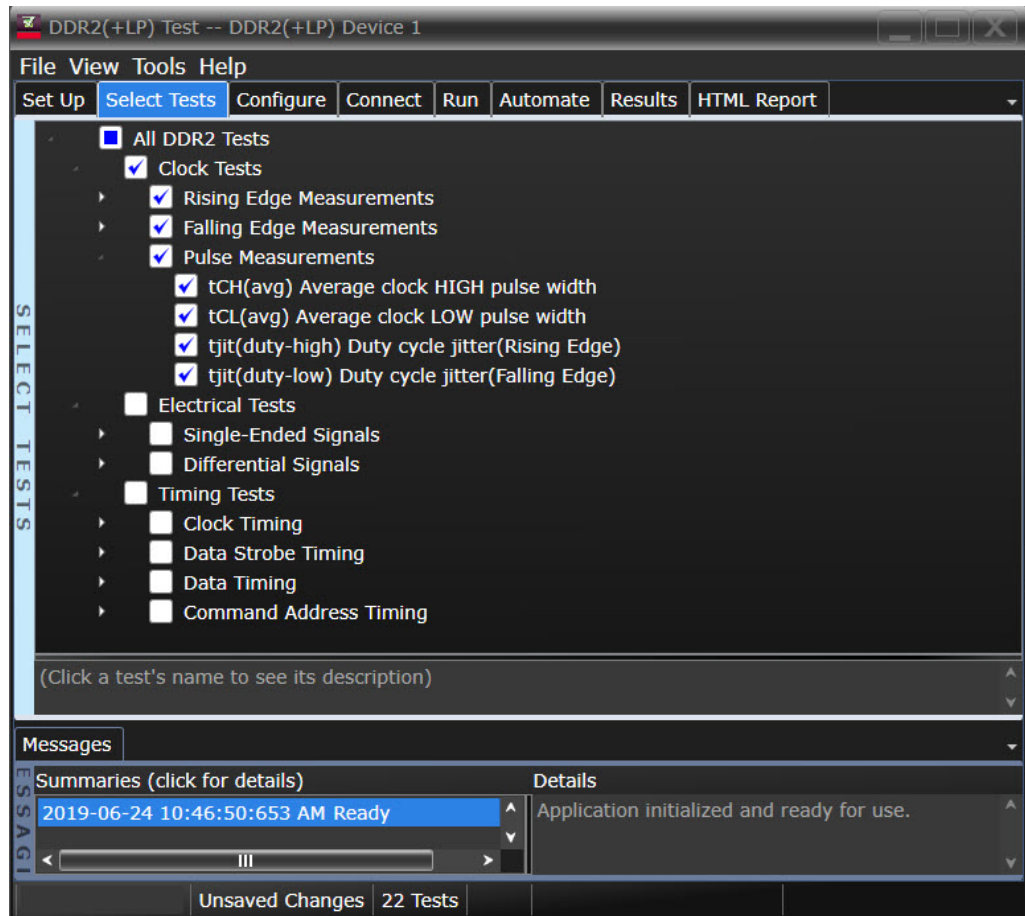 DDR2(+LP) Test -- DDR2(+LP) Device 1
File View Tools Help
Set Up Select Tests Configure Connect Run Automate Results HTML Report
SELECT TESTS
All DDR2 Tests
Clock Tests
Rising Edge Measurements
Falling Edge Measurements
Pulse Measurements
tCH(avg) Average clock HIGH pulse width
tCL(avg) Average clock LOW pulse width
tjit(duty-high) Duty cycle jitter(Rising Edge)
tjit(duty-low) Duty cycle jitter(Falling Edge)
Electrical Tests
Single-Ended Signals
Differential Signals
Timing Tests
Clock Timing
Data Strobe Timing
Data Timing
Command Address Timing
(Click a test's name to see its description)
Messages
ESSAG
Summaries (click for details) Details
2019-06-24 10:46:50:653 AM Ready Application initialized and ready for use.
Unsaved Changes 22 Tests